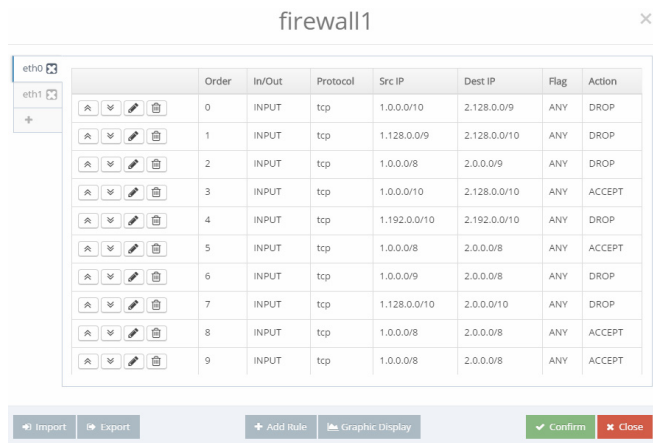 firewall1 ×
eth0
eth1
+
Order In/Out Protocol Src IP Dest IP Flag Action
0 INPUT tcp 1.0.0.0/10 2.128.0.0/9 ANY DROP
1 INPUT tcp 1.128.0.0/9 2.128.0.0/10 ANY DROP
2 INPUT tcp 1.0.0.0/8 2.0.0.0/9 ANY DROP
3 INPUT tcp 1.0.0.0/10 2.128.0.0/10 ANY ACCEPT
4 INPUT tcp 1.192.0.0/10 2.192.0.0/10 ANY DROP
5 INPUT tcp 1.0.0.0/8 2.0.0.0/8 ANY ACCEPT
6 INPUT tcp 1.0.0.0/9 2.0.0.0/8 ANY DROP
7 INPUT tcp 1.128.0.0/10 2.0.0.0/10 ANY DROP
8 INPUT tcp 1.0.0.0/8 2.0.0.0/8 ANY ACCEPT
9 INPUT tcp 1.0.0.0/8 2.0.0.0/8 ANY ACCEPT
Import Export + Add Rule Graphic Display Confirm Close